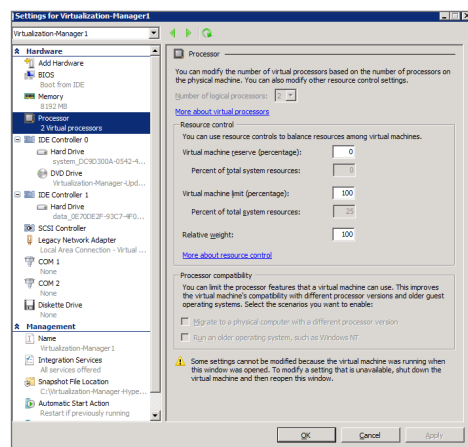 Settings for Virtualization-Manager1
Virtualization-Manager1
Hardware
Add Hardware
BIOS
Boot from IDE
Memory
8192 MB
Processor
2 Virtual processors
IDE Controller 0
Hard Drive
system_DC9D300A-0542-4...
DVD Drive
Virtualization-Manager-Upd...
IDE Controller 1
Hard Drive
data_0E70DE2F-93C7-4F0...
SCSI Controller
Legacy Network Adapter
Local Area Connection - Virtual ...
COM 1
None
COM 2
None
Diskette Drive
None
Management
Name
Virtualization-Manager1
Integration Services
All services offered
Snapshot File Location
C:\Virtualization-Manager-Hype...
Automatic Start Action
Restart if previously running
Processor
You can modify the number of virtual processors based on the number of processors on
the physical machine. You can also modify other resource control settings.
Number of logical processors: 2
More about virtual processors
Resource control
You can use resource controls to balance resources among virtual machines.
Virtual machine reserve (percentage): 0
Percent of total system resources: 0
Virtual machine limit (percentage): 100
Percent of total system resources: 25
Relative weight: 100
More about resource control
Processor compatibility
You can limit the processor features that a virtual machine can use. This improves
the virtual machine's compatibility with different processor versions and older guest
operating systems. Select the scenarios you want to enable:
Migrate to a physical computer with a different processor version
Run an older operating system, such as Windows NT
Some settings cannot be modified because the virtual machine was running when
this window was opened. To modify a setting that is unavailable, shut down the
virtual machine and then reopen this window.
OK Cancel Apply